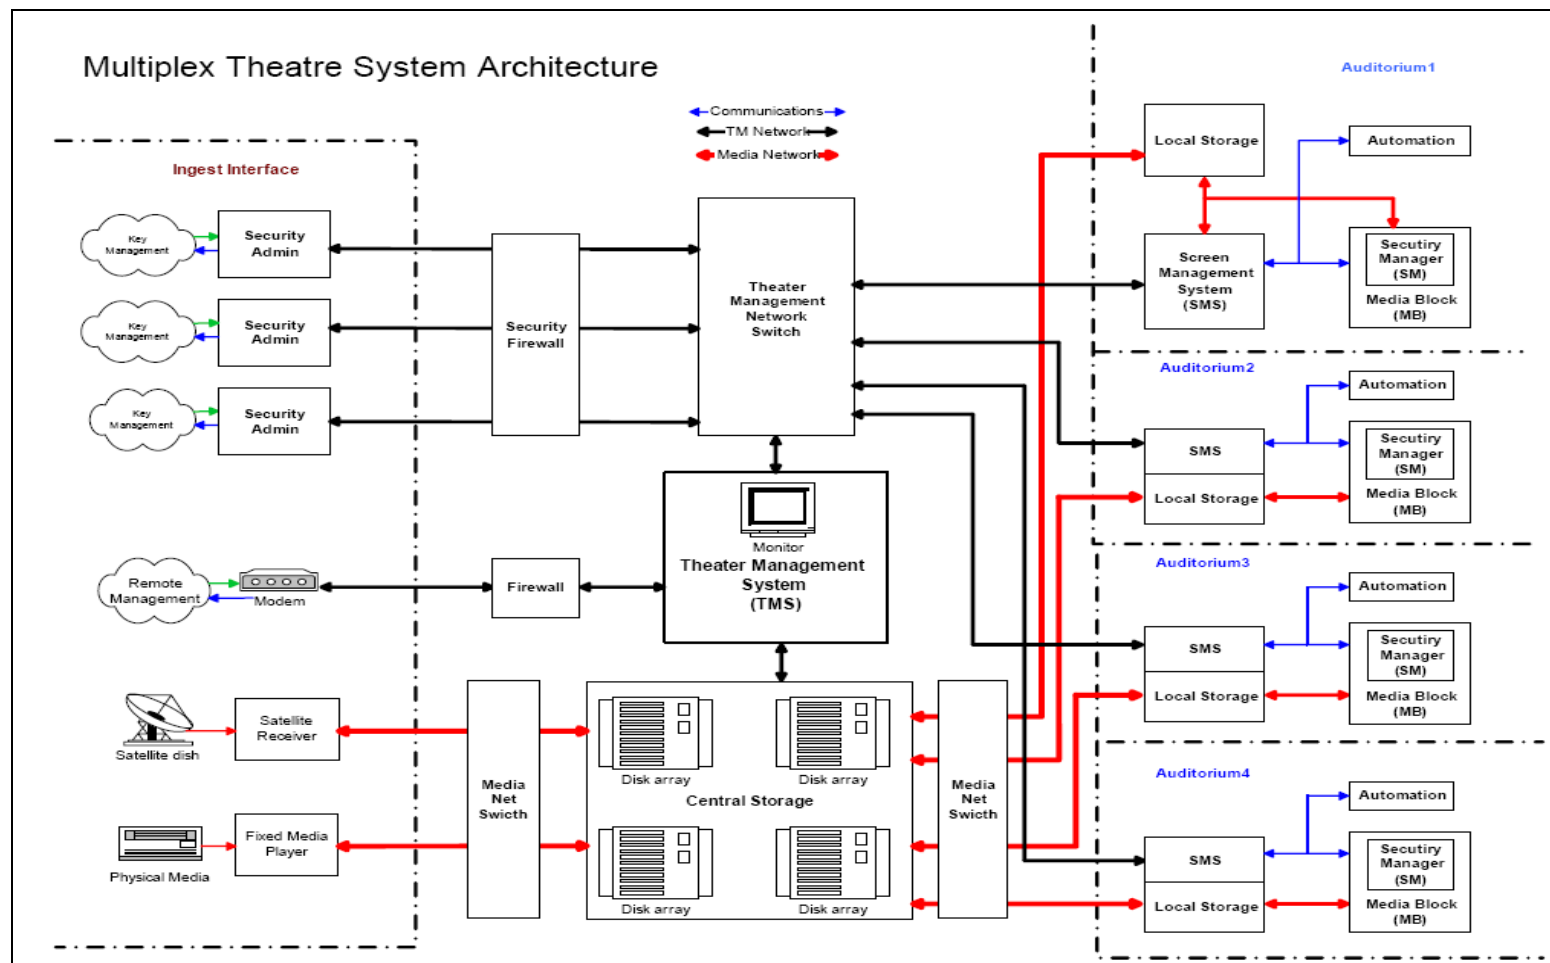 Multiplex Theatre System Architecture
Communications
TM Network
Media Network
Ingest Interface
Key
Management
Security
Admin
Key
Management
Security
Admin
Key
Management
Security
Admin
Security
Firewall
Theater
Management
Network
Switch
Remote
Management
Modem
Firewall
Monitor
Theater Management
System
(TMS)
Satellite dish
Satellite
Receiver
Physical Media
Fixed Media
Player
Media
Net
Swicth
Disk array
Disk array
Central Storage
Disk array
Disk array
Media
Net
Swicth
Auditorium1
Local Storage
Automation
Screen
Management
System
(SMS)
Secutiry
Manager
(SM)
Media Block
(MB)
Auditorium2
Automation
SMS
Local Storage
Secutiry
Manager
(SM)
Media Block
(MB)
Auditorium3
Automation
SMS
Local Storage
Secutiry
Manager
(SM)
Media Block
(MB)
Auditorium4
Automation
SMS
Local Storage
Secutiry
Manager
(SM)
Media Block
(MB)